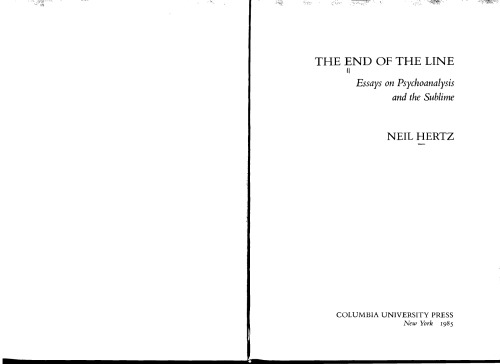 THE END OF THE LINE
Essays on Psychoanalysis
and the Sublime
NEIL HERTZ
COLUMBIA UNIVERSITY PRESS
New York 1985